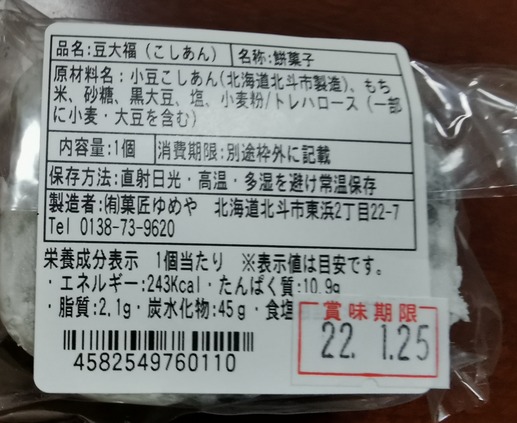 品名:豆大福(こしあん) 名称:餅菓子
原材料名:小豆こしあん(北海道北斗市製造)、もち
米、砂糖、黒大豆、塩、小麦粉/トレハロース(一部
に小麦・大豆を含む)
内容量:1個 消費期限:別途枠外に記載
保存方法:直射日光・高温・多湿を避け常温保存
製造者:㈲菓匠ゆめや 北海道北斗市東浜2丁目22-7
Tel 0138-73-9620
栄養成分表示 1個当たり ※表示値は目安です。
・エネルギー:243Kcal・たんぱく質:10.9g
・脂質:2.1g・炭水化物:45g・食塩
賞味期限
22. 1.25
4582549760110